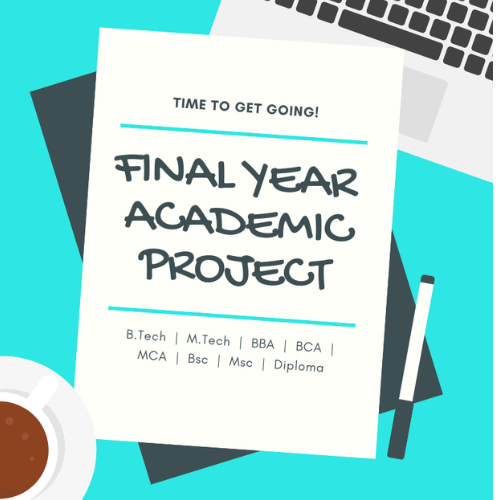 TIME TO GET GOING!
FINAL YEAR
ACADEMIC
PROJECT
B.Tech | M.Tech | BBA | BCA |
MCA | Bsc | Msc | Diploma